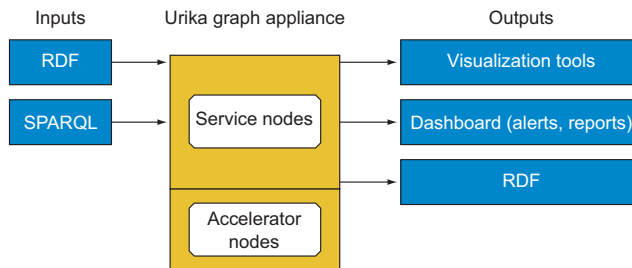 Inputs
Urika graph appliance
Outputs
RDF
SPARQL
Service nodes
Accelerator
nodes
Visualization tools
Dashboard (alerts, reports)
RDF